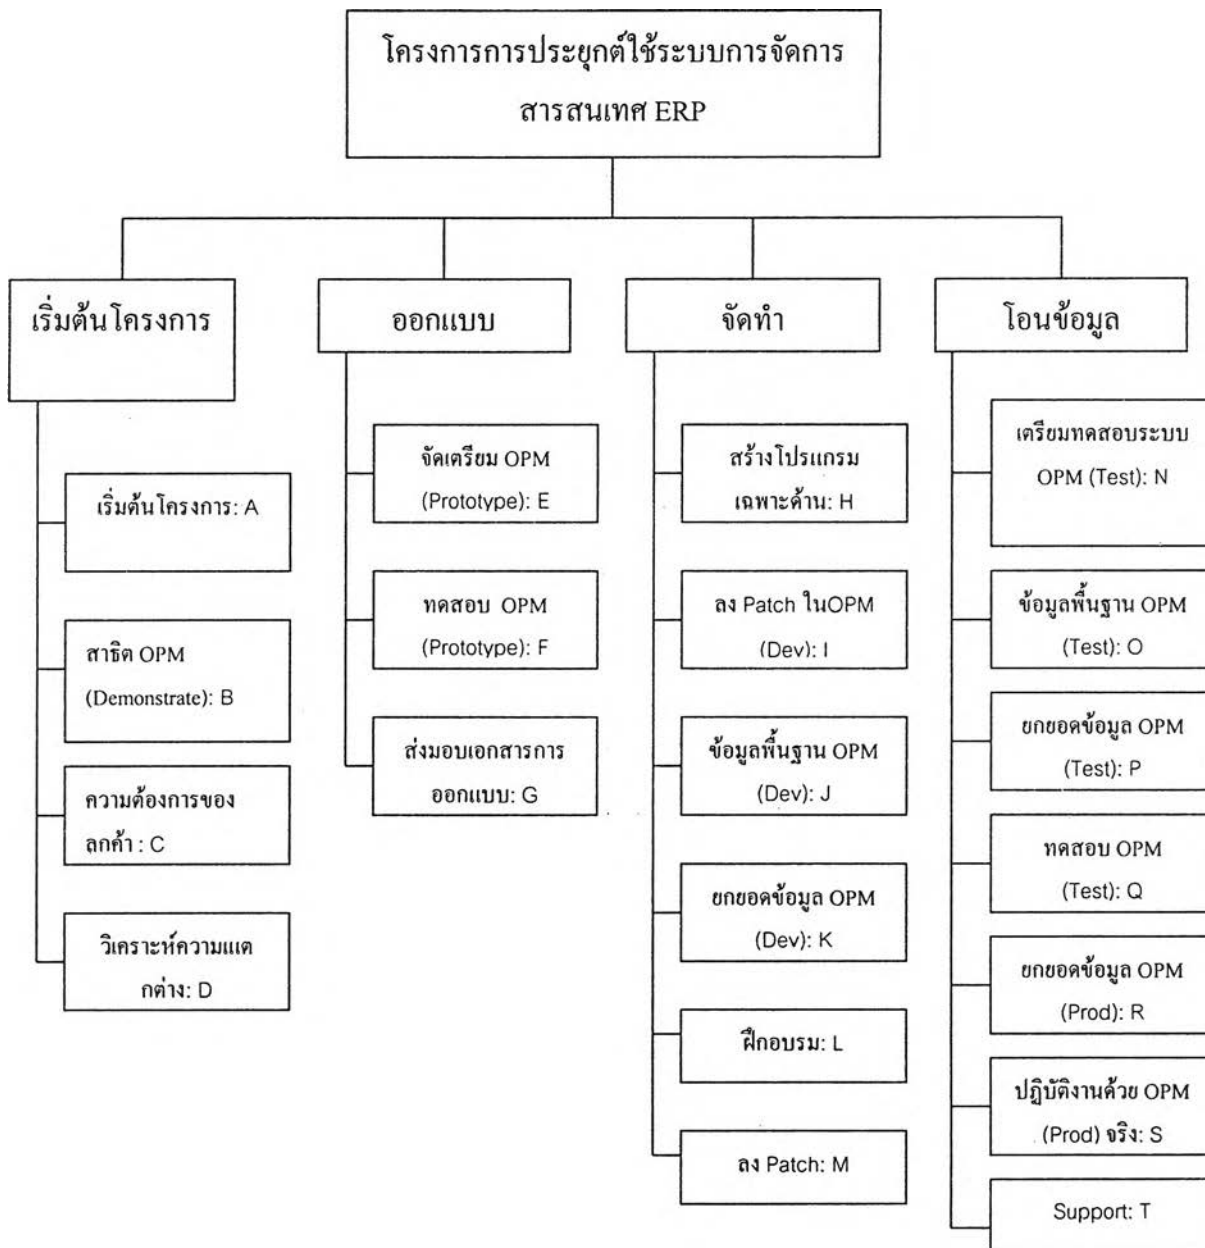 โครงการการประยุกต์ใช้ระบบการจัดการ
สารสนเทศ ERP
เริ่มต้นโครงการ
เริ่มต้นโครงการ: A
สาธิต OPM
(Demonstrate): B
ความต้องการของ
ลกค้า : C
วิเคราะห์ความแต
กต่าง: D
ออกแบบ
จัดเตรียม OPM
(Prototype): E
ทดสอบ OPM
(Prototype): F
ส่งมอบเอกสารการ
ออกแบบ: G
จัดทำ
สร้างโปรแกรม
เฉพาะด้าน: H
ลง Patch ในOPM
(Dev): I
ข้อมูลพื้นฐาน OPM
(Dev): J
ยกยอดข้อมูล OPM
(Dev): K
ฝึกอบรม: L
ลง Patch: M
โอนข้อมูล
เตรียมทดสอบระบบ
OPM (Test): N
ข้อมูลพื้นฐาน OPM
(Test): O
ยกยอดข้อมูล OPM
(Test): P
ทดสอบ OPM
(Test): Q
ยกยอดข้อมูล OPM
(Prod): R
ปฏิบัติงานด้วย OPM
(Prod) จริง: S
Support: T